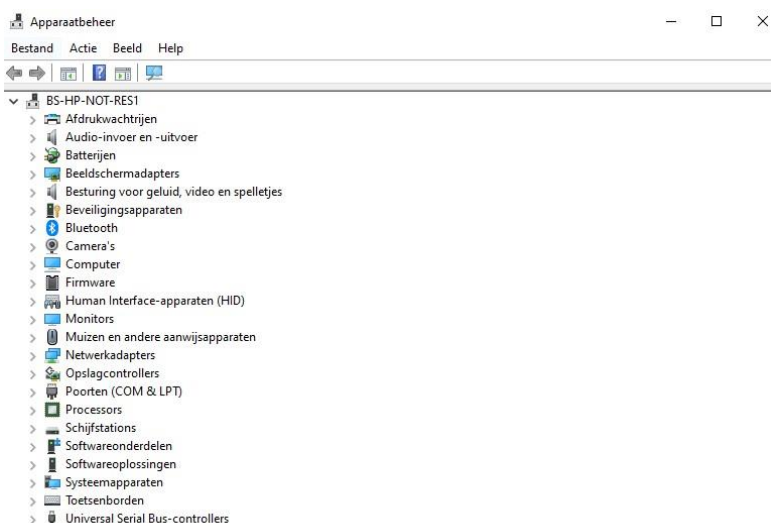 Apparaatbeheer
Bestand Actie Beeld Help
BS-HP-NOT-RES1
Afdrukwachtrijen
Audio-invoer en -uitvoer
Batterijen
Beeldschermadapters
Besturing voor geluid, video en spelletjes
Beveiligingsapparaten
Bluetooth
Camera's
Computer
Firmware
Human Interface-apparaten (HID)
Monitors
Muizen en andere aanwijsapparaten
Netwerkadapters
Opslagcontrollers
Poorten (COM & LPT)
Processors
Schijfstations
Softwareonderdelen
Softwareoplossingen
Systeemapparaten
Toetsenborden
Universal Serial Bus-controllers